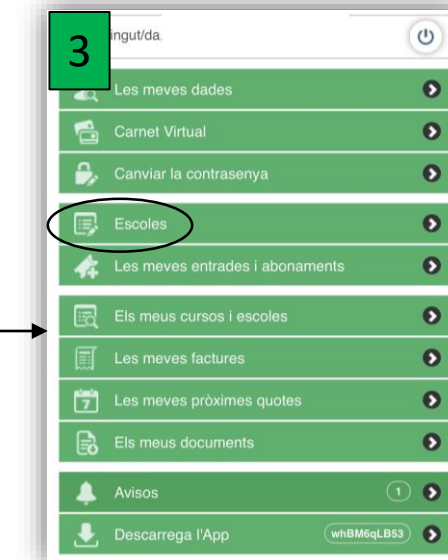 3
ingut/da,
Les meves dades
Carnet Virtual
Canviar la contrasenya
Escoles
Les meves entrades i abonaments
Els meus cursos i escoles
Les meves factures
7 Les meves pròximes quotes
Els meus documents
Avisos 1
Descarrega l'App whBM6qLB53